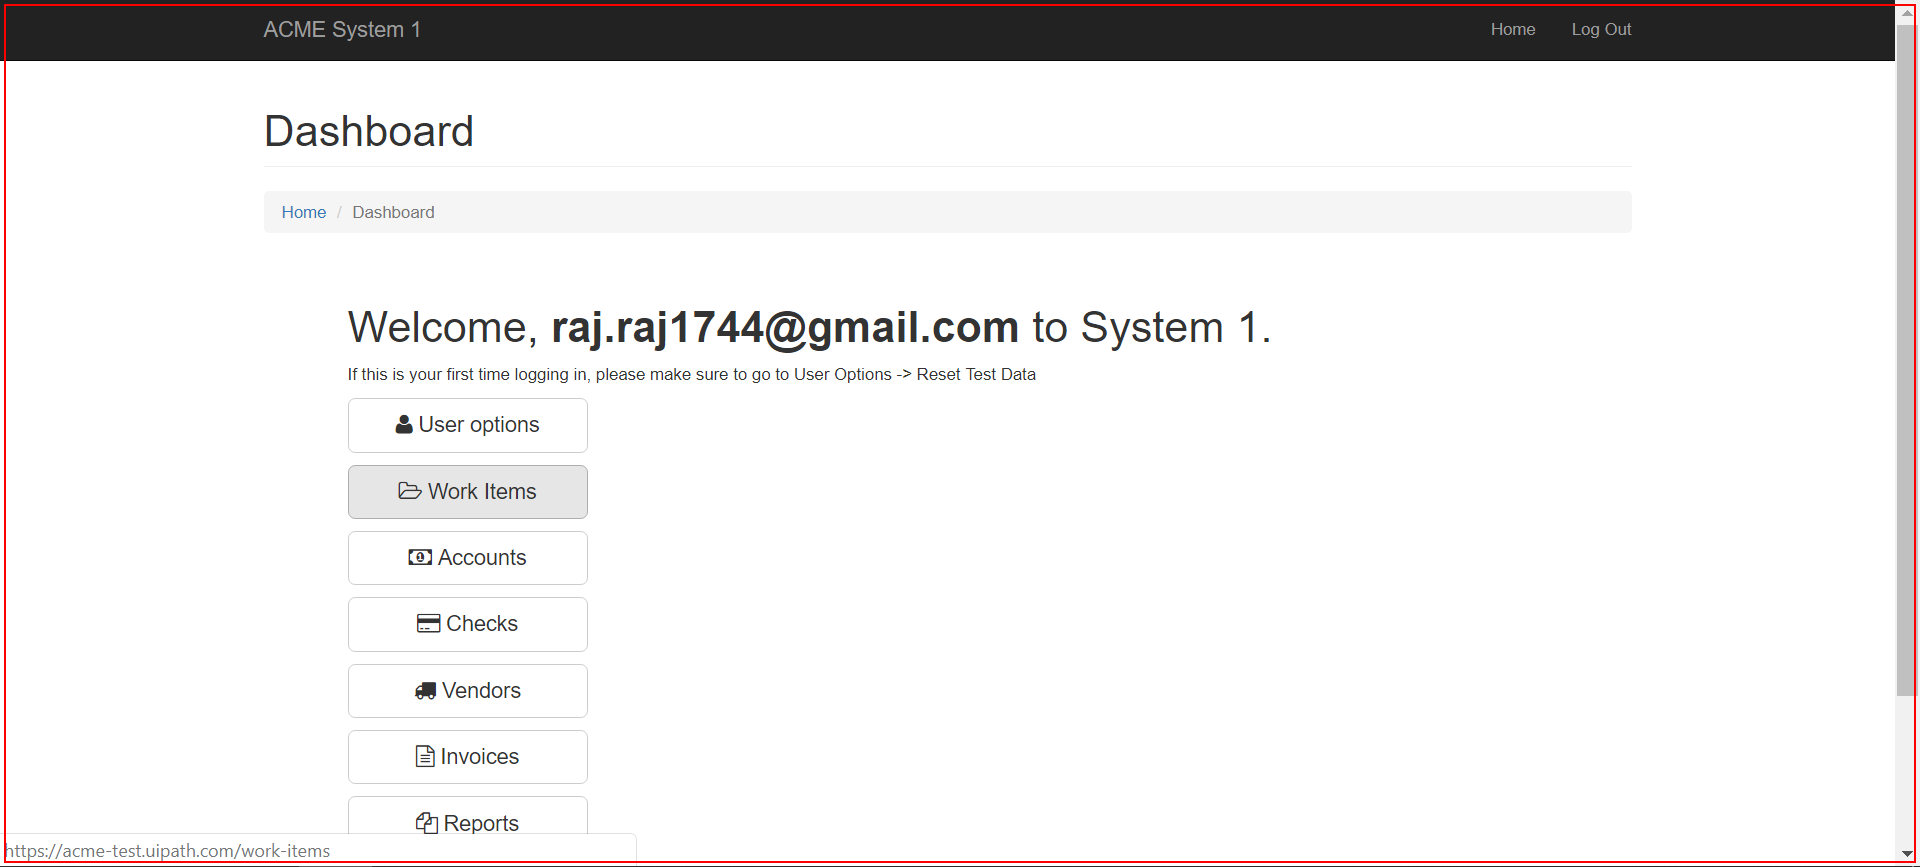 ACME System 1
Home
Log Out
Dashboard
Home / Dashboard
Welcome, raj.raj1744@gmail.com to System 1.
If this is your first time logging in, please make sure to go to User Options -> Reset Test Data
User options
Work Items
Accounts
Checks
Vendors
Invoices
Reports
https://acme-test.uipath.com/work-items